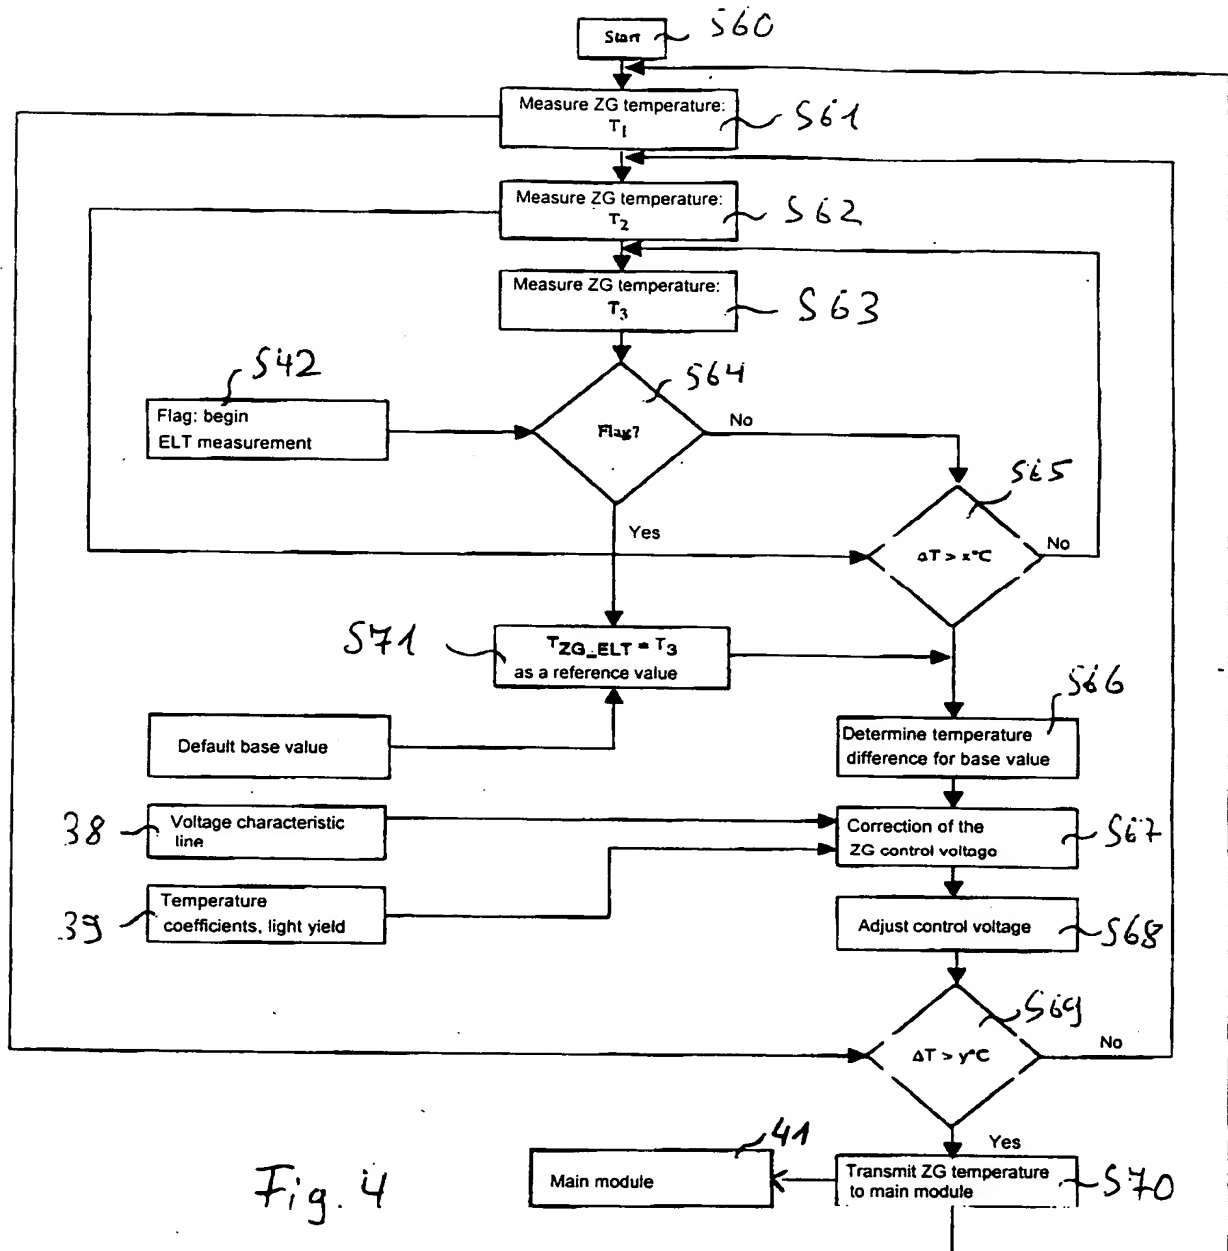 Start
S60
Measure ZG temperature:
T1
S61
Measure ZG temperature:
T2
S62
Measure ZG temperature:
T3
S63
S42
Flag: begin
ELT measurement
S64
Flag?
No
Yes
S65
ΔT > x°C
No
S71
TZG_ELT = T3
as a reference value
S66
Determine temperature
difference for base value
Default base value
38
Voltage characteristic
line
Correction of the
ZG control voltage
S67
39
Temperature
coefficients, light yield
Adjust control voltage
S68
S69
ΔT > y°C
No
Yes
41
Main module
Transmit ZG temperature
to main module
S70
Fig. 4